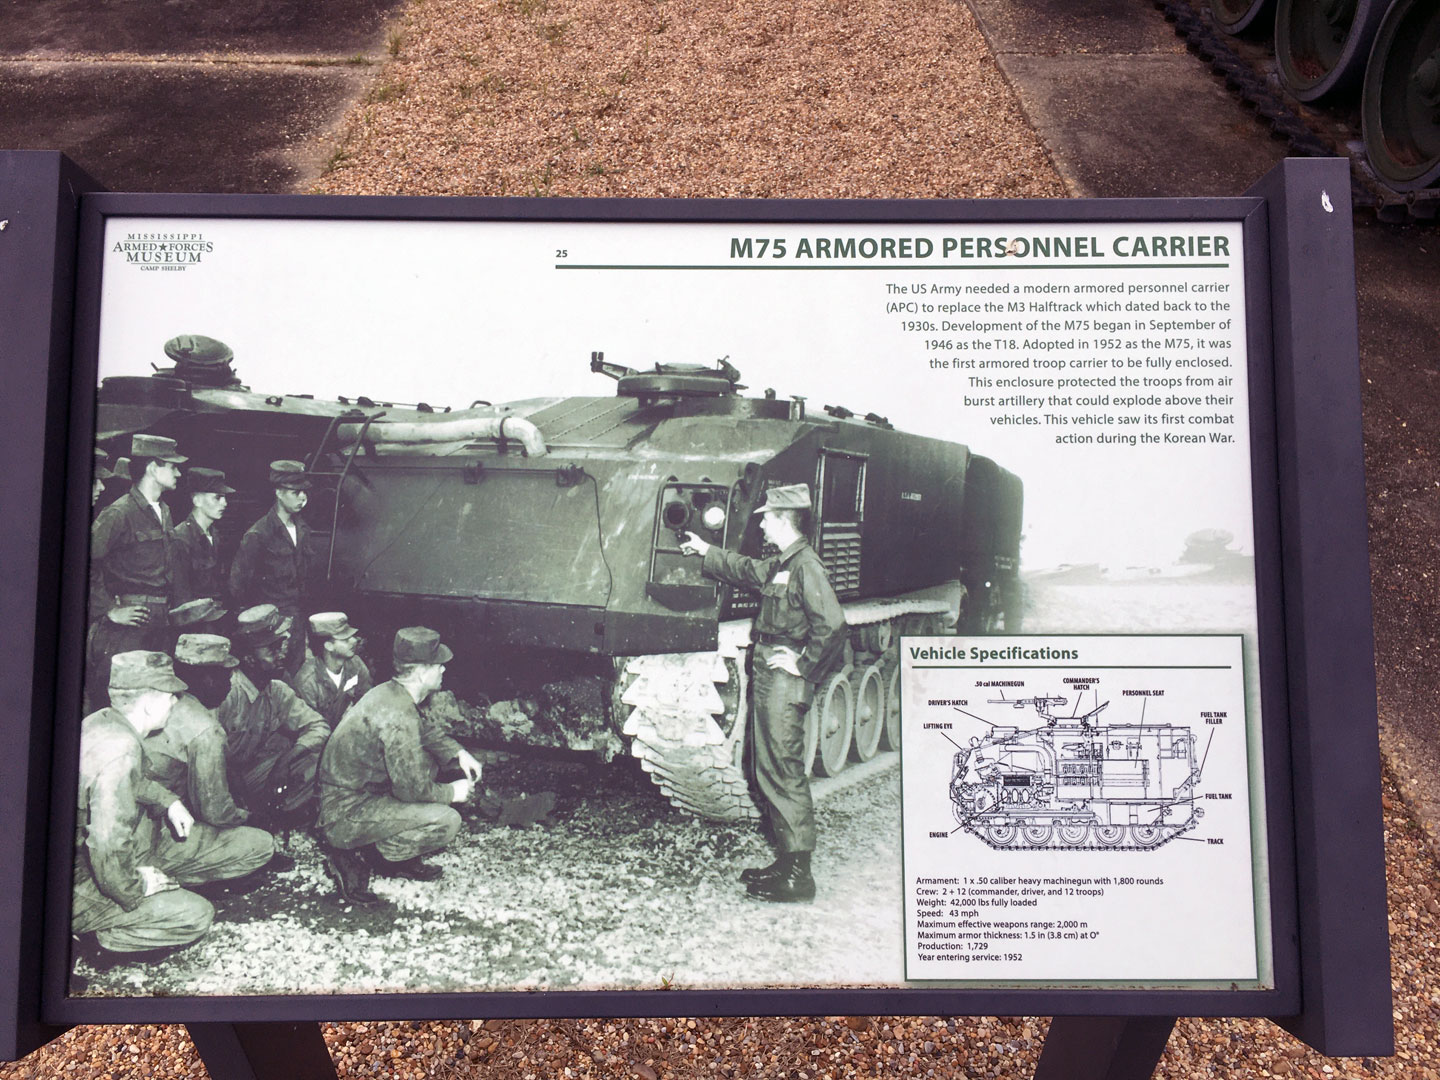 MISSISSIPPI
ARMED★FORCES
MUSEUM
CAMP SHELBY
25
M75 ARMORED PERSONNEL CARRIER
The US Army needed a modern armored personnel carrier
(APC) to replace the M3 Halftrack which dated back to the
1930s. Development of the M75 began in September of
1946 as the T18. Adopted in 1952 as the M75, it was
the first armored troop carrier to be fully enclosed.
This enclosure protected the troops from air
burst artillery that could explode above their
vehicles. This vehicle saw its first combat
action during the Korean War.
Vehicle Specifications
.50 cal MACHINEGUN
COMMANDER'S
HATCH
PERSONNEL SEAT
DRIVER'S HATCH
FUEL TANK
FILLER
LIFTING EYE
FUEL TANK
ENGINE
TRACK
Armament: 1 x .50 caliber heavy machinegun with 1,800 rounds
Crew: 2 + 12 (commander, driver, and 12 troops)
Weight: 42,000 lbs fully loaded
Speed: 43 mph
Maximum effective weapons range: 2,000 m
Maximum armor thickness: 1.5 in (3.8 cm) at O°
Production: 1,729
Year entering service: 1952